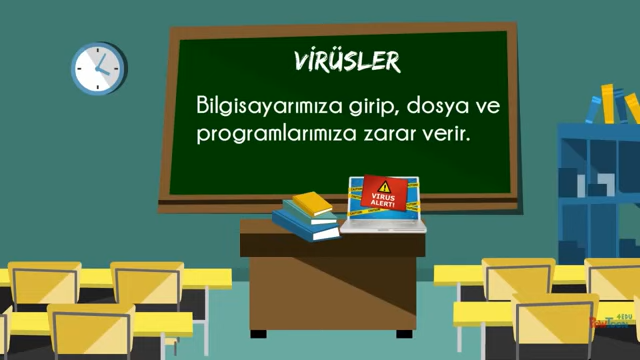 VİRÜSLER
Bilgisayarımıza girip, dosya ve
programlarımıza zarar verir.
VIRUS
ALERT!